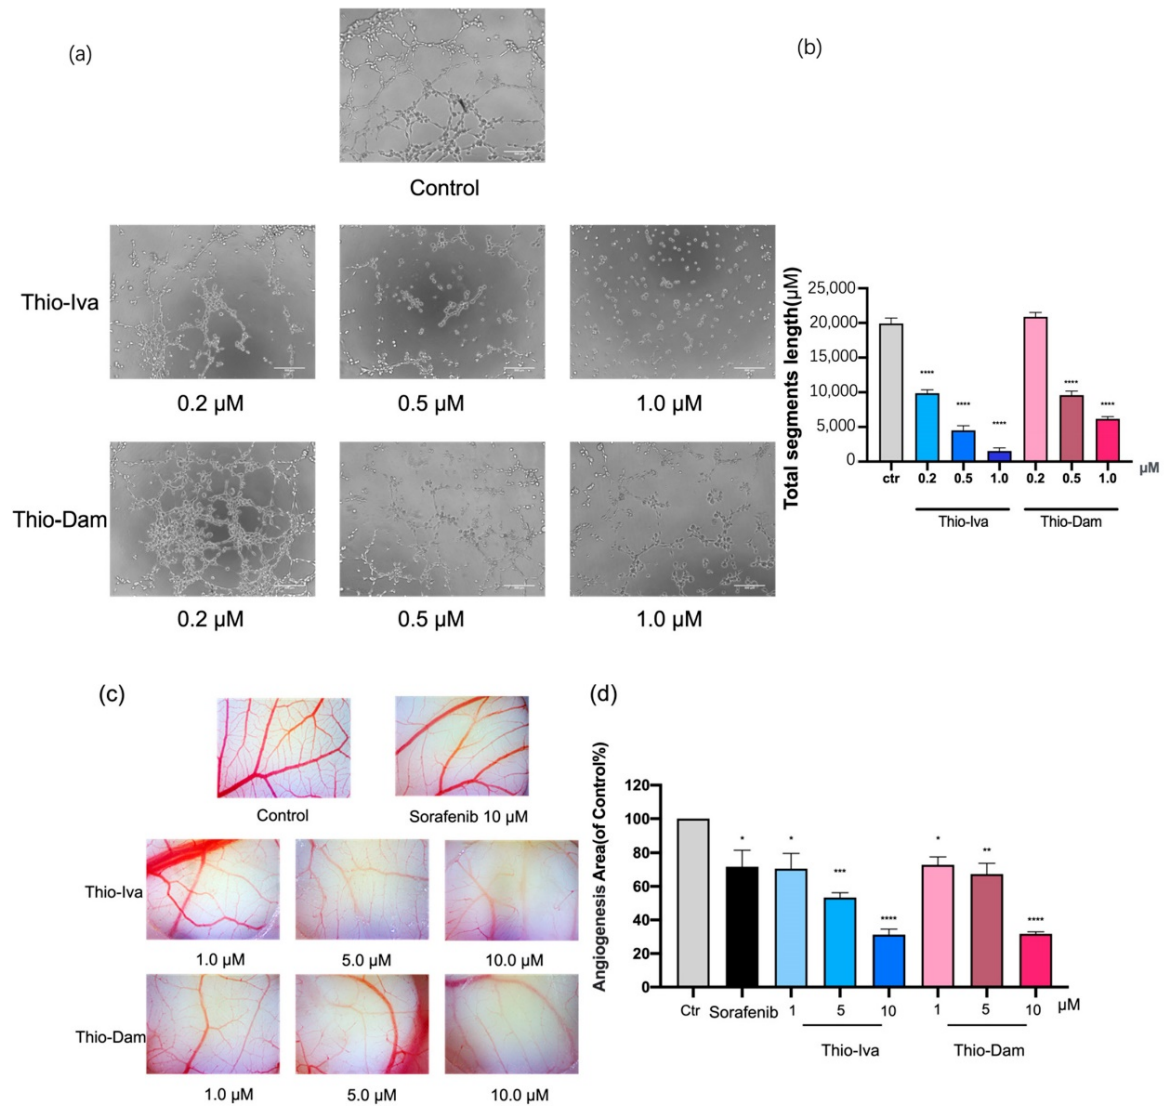 (a)
Control
Thio-Iva
0.2 μM
0.5 μM
1.0 μM
Thio-Dam
0.2 μM
0.5 μM
1.0 μM
(b)
Total segments length(μM)
25,000
20,000
15,000
10,000
5,000
0
****
****
****
****
****
ctr
0.2
0.5
1.0
0.2
0.5
1.0
μM
Thio-Iva
Thio-Dam
(c)
Control
Sorafenib 10 μM
Thio-Iva
1.0 μM
5.0 μM
10.0 μM
Thio-Dam
1.0 μM
5.0 μM
10.0 μM
(d)
Angiogenesis Area(of Control%)
120
100
80
60
40
20
0
*
*
***
****
*
**
****
Ctr
Sorafenib
1
5
10
1
5
10
μM
Thio-Iva
Thio-Dam